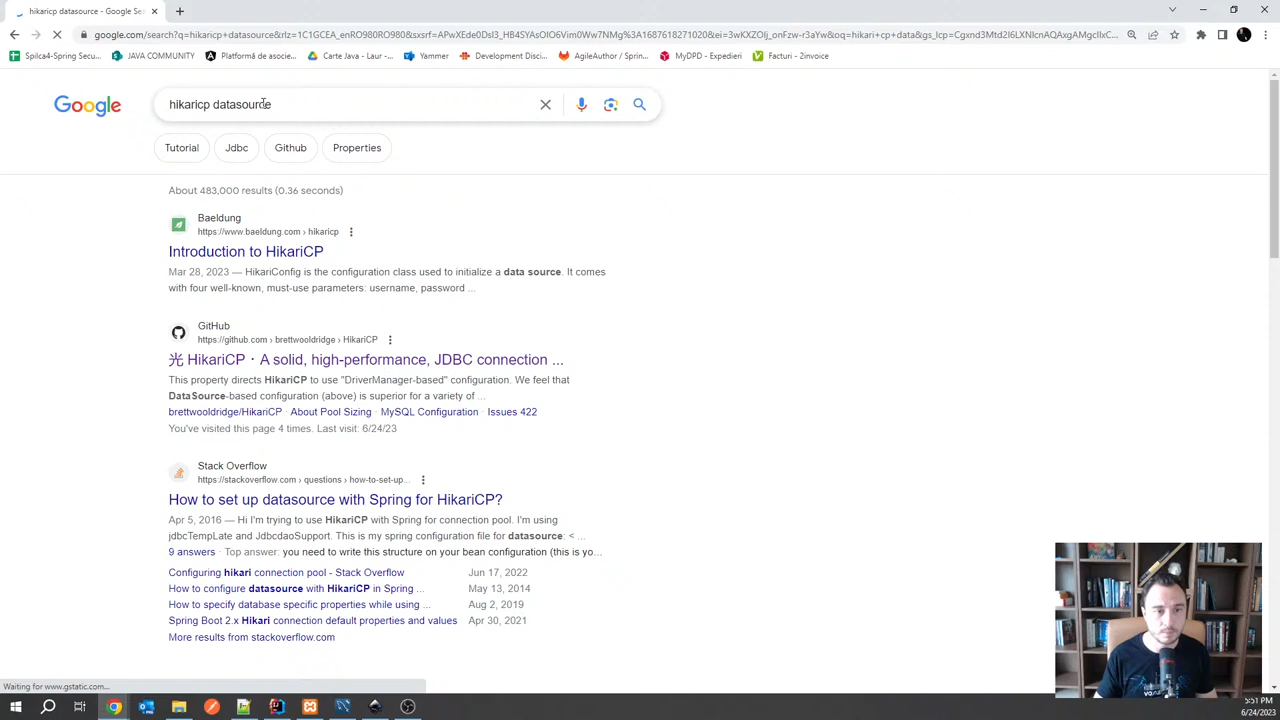 hikaricp datasource - Google Sea
google.com/search?q=hikaricp+datasource&rlz=1C1GCEA_enRO980RO980&sxsrf=APwXEde0Dsl3_HB4SYAsOIO6Vim0Ww7NMg%3A1687618271020&ei=3wKXZOlj_onFzw-r3aYw&oq=hikari+cp+data&gs_lcp=Cgxnd3Mtd2l6LXNlcnAQAxgAMgcIIxC...
Spilca4-Spring Secu...
JAVA COMMUNITY
Platformă de asocie...
Carte Java - Laur -...
Yammer
Development Disci...
AgileAuthor / Sprin...
MyDPD - Expedieri
Facturi - 2invoice
Google
hikaricp datasource
Tutorial
Jdbc
Github
Properties
About 483,000 results (0.36 seconds)
Baeldung
https://www.baeldung.com › hikaricp
Introduction to HikariCP
Mar 28, 2023 — HikariConfig is the configuration class used to initialize a data source. It comes
with four well-known, must-use parameters: username, password ...
GitHub
https://github.com › brettwooldridge › HikariCP
光 HikariCP · A solid, high-performance, JDBC connection ...
This property directs HikariCP to use "DriverManager-based" configuration. We feel that
DataSource-based configuration (above) is superior for a variety of ...
brettwooldridge/HikariCP · About Pool Sizing · MySQL Configuration · Issues 422
You've visited this page 4 times. Last visit: 6/24/23
Stack Overflow
https://stackoverflow.com › questions › how-to-set-up...
How to set up datasource with Spring for HikariCP?
Apr 5, 2016 — Hi I'm trying to use HikariCP with Spring for connection pool. I'm using
jdbcTempLate and JdbcdaoSupport. This is my spring configuration file for datasource: < ...
9 answers · Top answer: you need to write this structure on your bean configuration (this is yo...
Configuring hikari connection pool - Stack Overflow Jun 17, 2022
How to configure datasource with HikariCP in Spring ... May 13, 2014
How to specify database specific properties while using ... Aug 2, 2019
Spring Boot 2.x Hikari connection default properties and values Apr 30, 2021
More results from stackoverflow.com
Waiting for www.gstatic.com...
5:51 PM
6/24/2023